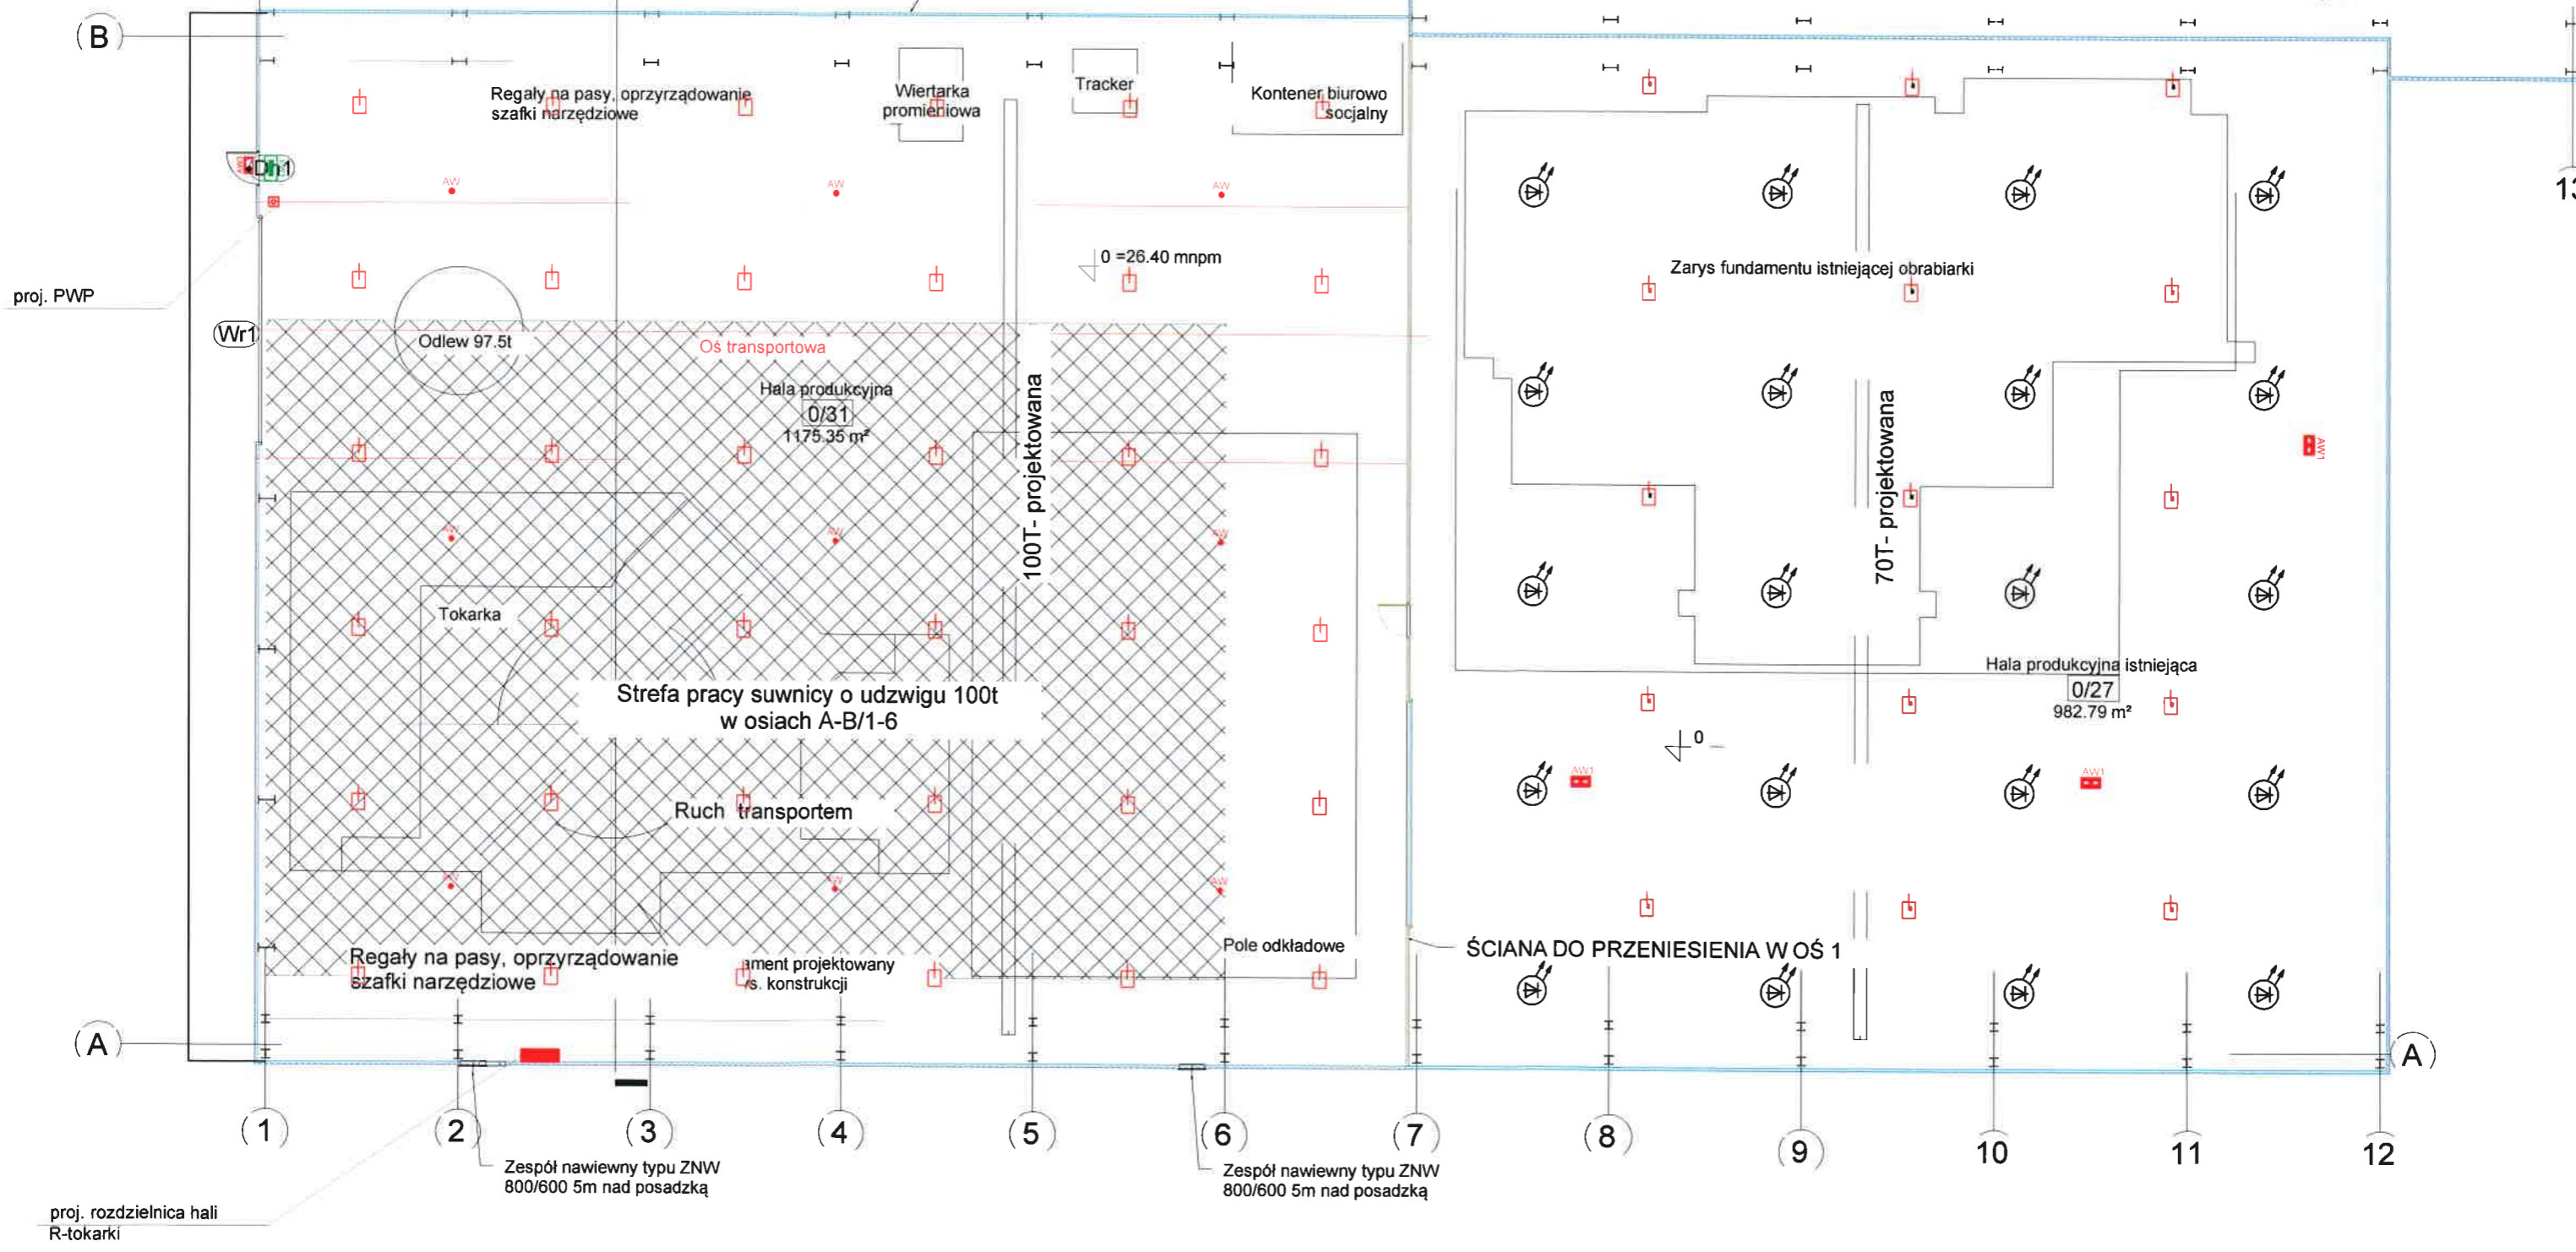 B
Regały na pasy, oprzyrządowanie
szafki narzędziowe
Wiertarka
promieniowa
Tracker
Kontener biurowo
socjalny
Dh1
13
AW
AW
AW
0 =26.40 mnpm
Zarys fundamentu istniejącej obrabiarki
proj. PWP
Wr1
Odlew 97.5t
Oś transportowa
Hala produkcyjna
0/31
1175.35 m²
100T- projektowana
70T- projektowana
AW1
AW
AW
AW
Tokarka
Strefa pracy suwnicy o udzwigu 100t
w osiach A-B/1-6
Hala produkcyjna istniejąca
0/27
982.79 m²
0
AW1
AW1
Ruch transportem
AW
AW
AW
Regały na pasy, oprzyrządowanie
szafki narzędziowe
ament projektowany
/s. konstrukcji
Pole odkładowe
ŚCIANA DO PRZENIESIENIA W OŚ 1
A
A
1
2
3
4
5
6
7
8
9
10
11
12
Zespół nawiewny typu ZNW
800/600 5m nad posadzką
Zespół nawiewny typu ZNW
800/600 5m nad posadzką
proj. rozdzielnica hali
R-tokarki